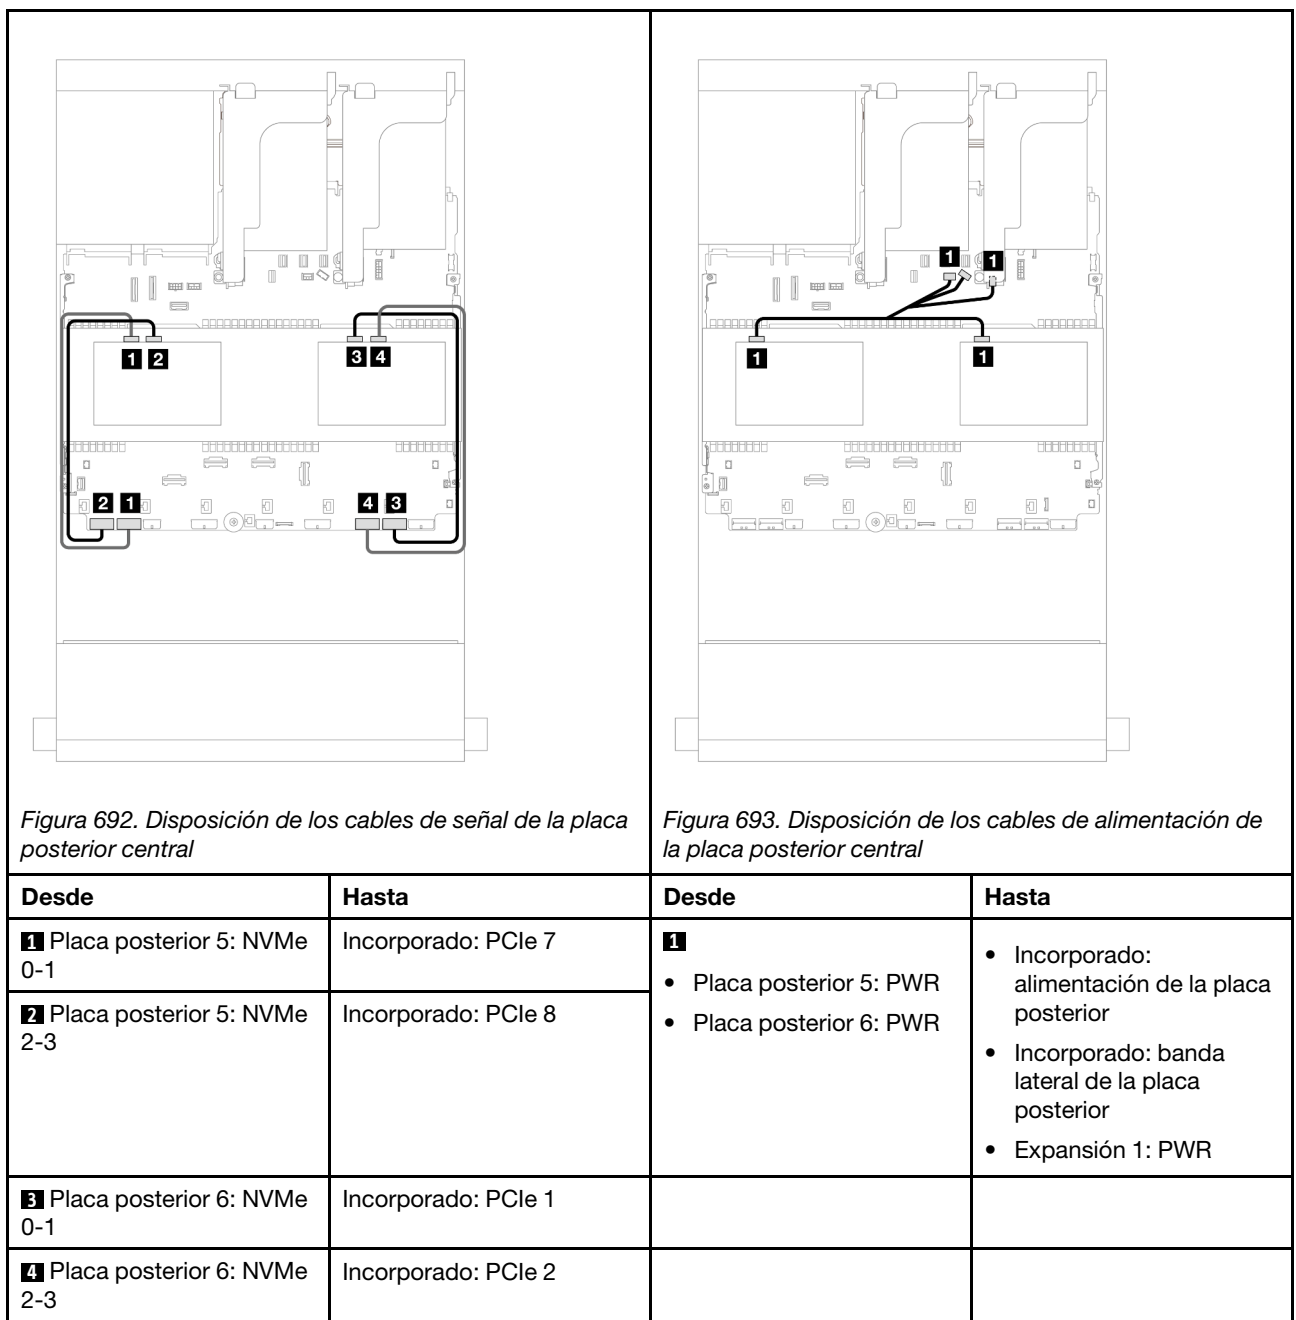 1 2
3 4
2 1
4 3
Figura 692. Disposición de los cables de señal de la placa
posterior central
1 1
1
1
Figura 693. Disposición de los cables de alimentación de
la placa posterior central
Desde
Hasta
Desde
Hasta
1 Placa posterior 5: NVMe
0-1
Incorporado: PCIe 7
2 Placa posterior 5: NVMe
2-3
Incorporado: PCIe 8
1
• Placa posterior 5: PWR
• Placa posterior 6: PWR
• Incorporado:
alimentación de la placa
posterior
• Incorporado: banda
lateral de la placa
posterior
• Expansión 1: PWR
3 Placa posterior 6: NVMe
0-1
Incorporado: PCIe 1
4 Placa posterior 6: NVMe
2-3
Incorporado: PCIe 2